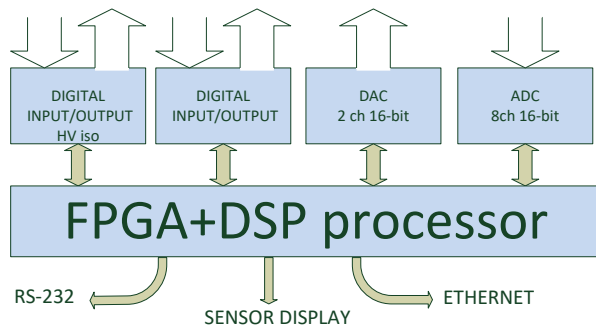 DIGITAL
INPUT/OUTPUT
HV iso
DIGITAL
INPUT/OUTPUT
DAC
2 ch 16-bit
ADC
8ch 16-bit
FPGA+DSP processor
RS-232
SENSOR DISPLAY
ETHERNET